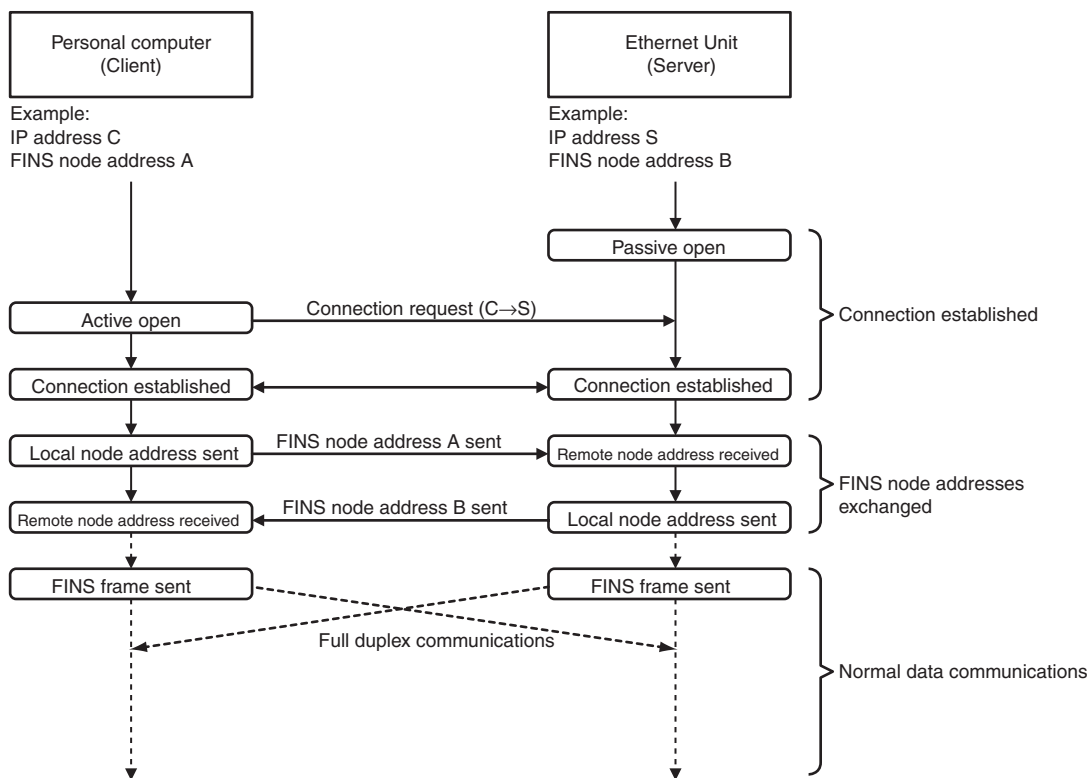 Personal computer
(Client)
Ethernet Unit
(Server)
Example:
IP address C
FINS node address A
Example:
IP address S
FINS node address B
Passive open
Active open
Connection request (C→S)
Connection established
Connection established
Connection established
Local node address sent
FINS node address A sent
Remote node address received
FINS node addresses
exchanged
Remote node address received
FINS node address B sent
Local node address sent
FINS frame sent
FINS frame sent
Full duplex communications
Normal data communications